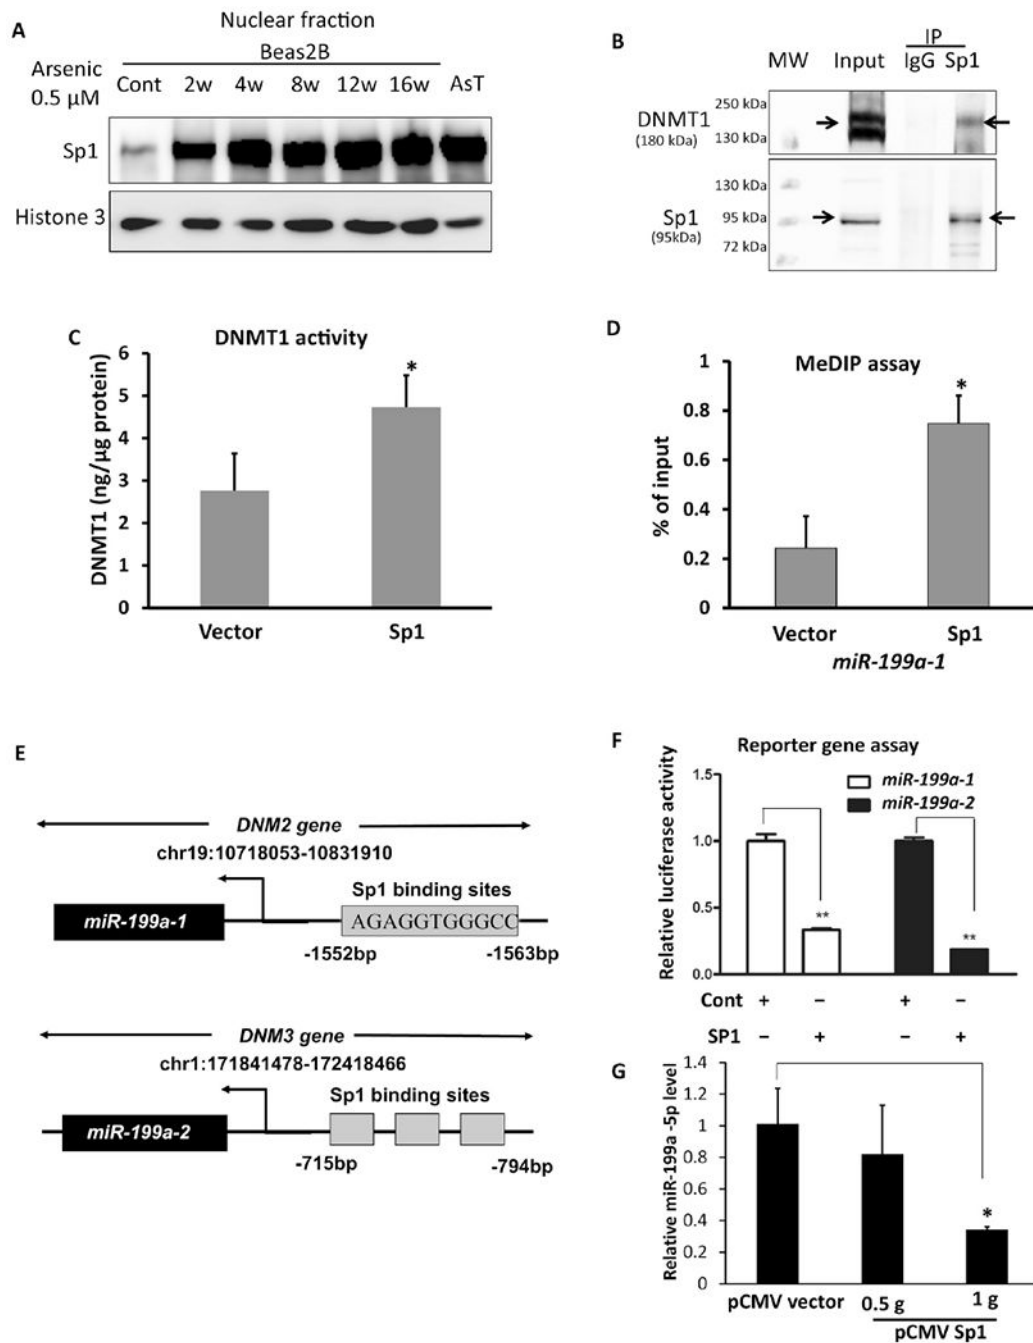 A
Nuclear fraction
Beas2B
Arsenic
0.5 µM
Cont 2w 4w 8w 12w 16w AsT
Sp1
Histone 3
B
IP
MW Input IgG Sp1
DNMT1
(180 kDa)
250 kDa
130 kDa
Sp1
(95kDa)
130 kDa
95 kDa
72 kDa
C
DNMT1 activity
DNMT1 (ng/µg protein)
6
5
4
3
2
1
0
*
Vector Sp1
D
MeDIP assay
% of input
1
0.8
0.6
0.4
0.2
0
*
Vector Sp1
miR-199a-1
E
DNM2 gene
chr19:10718053-10831910
Sp1 binding sites
miR-199a-1
AGAGGTGGGCC
-1552bp -1563bp
DNM3 gene
chr1:171841478-172418466
Sp1 binding sites
miR-199a-2
-715bp -794bp
F
Reporter gene assay
miR-199a-1
miR-199a-2
Relative luciferase activity
1.5
1.0
0.5
0.0
** **
Cont + − + −
SP1 − + − +
G
Relative miR-199a -5p level
1.4
1.2
1
0.8
0.6
0.4
0.2
0
*
pCMV vector 0.5 g 1 g
pCMV Sp1